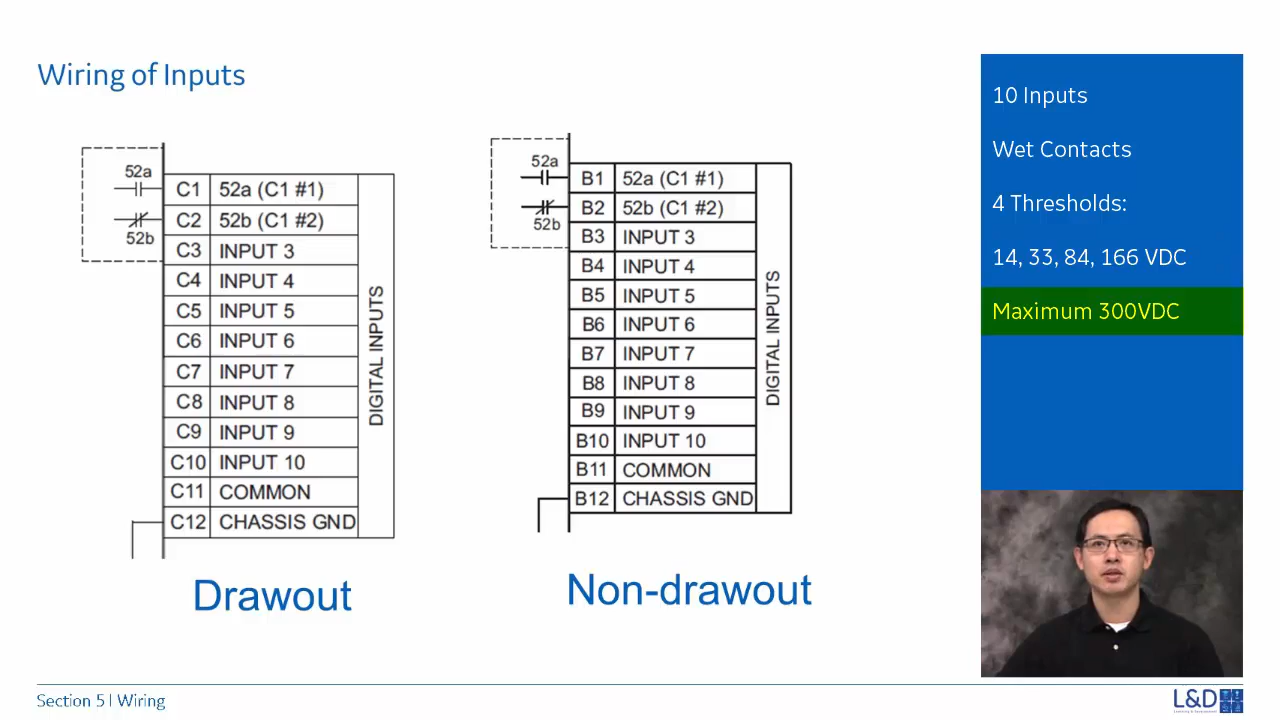 Wiring of Inputs
52a
52b
C1 52a (C1 #1)
C2 52b (C1 #2)
C3 INPUT 3
C4 INPUT 4
C5 INPUT 5
C6 INPUT 6
C7 INPUT 7
C8 INPUT 8
C9 INPUT 9
C10 INPUT 10
C11 COMMON
C12 CHASSIS GND
DIGITAL INPUTS
Drawout
52a
52b
B1 52a (C1 #1)
B2 52b (C1 #2)
B3 INPUT 3
B4 INPUT 4
B5 INPUT 5
B6 INPUT 6
B7 INPUT 7
B8 INPUT 8
B9 INPUT 9
B10 INPUT 10
B11 COMMON
B12 CHASSIS GND
DIGITAL INPUTS
Non-drawout
10 Inputs
Wet Contacts
4 Thresholds:
14, 33, 84, 166 VDC
Maximum 300VDC
Section 5 | Wiring
L&D